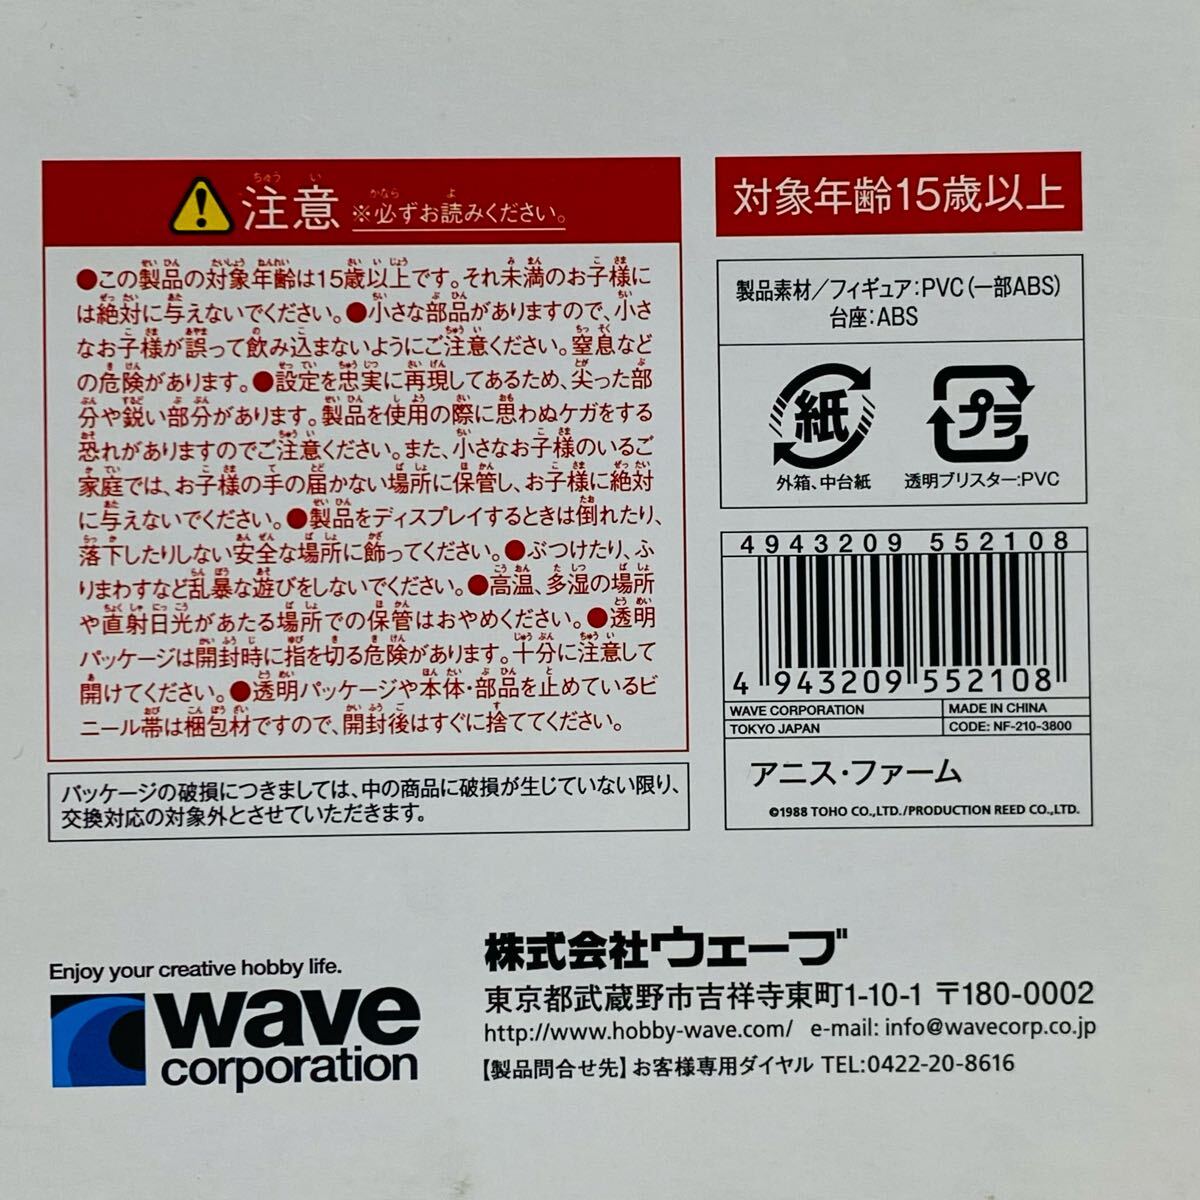 注意 ※必ずお読みください。
●この製品の対象年齢は15歳以上です。それ未満のお子様に
は絶対に与えないでください。●小さな部品がありますので、小さ
なお子様が誤って飲み込まないようにご注意ください。窒息など
の危険があります。●設定を忠実に再現してあるため、尖った部
分や鋭い部分があります。製品を使用の際に思わぬケガをする
恐れがありますのでご注意ください。また、小さなお子様のいるご
家庭では、お子様の手の届かない場所に保管し、お子様に絶対
に与えないでください。●製品をディスプレイするときは倒れたり、
落下したりしない安全な場所に飾ってください。●ぶつけたり、ふ
りまわすなど乱暴な遊びをしないでください。●高温、多湿の場所
や直射日光があたる場所での保管はおやめください。●透明
パッケージは開封時に指を切る危険があります。十分に注意して
開けてください。●透明パッケージや本体・部品を止めているビ
ニール帯は梱包材ですので、開封後はすぐに捨ててください。
パッケージの破損につきましては、中の商品に破損が生じていない限り、
交換対応の対象外とさせていただきます。
対象年齢15歳以上
製品素材/フィギュア:PVC(一部ABS)
台座:ABS
紙
外箱、中台紙
プラ
透明ブリスター:PVC
4943209 552108
4 943209 552108
WAVE CORPORATION
MADE IN CHINA
TOKYO JAPAN
CODE: NF-210-3800
アニス・ファーム
©1988 TOHO CO.,LTD./PRODUCTION REED CO.,LTD.
Enjoy your creative hobby life.
wave
corporation
株式会社ウェーブ
東京都武蔵野市吉祥寺東町1-10-1 〒180-0002
http://www.hobby-wave.com/ e-mail: info@wavecorp.co.jp
【製品問合せ先】お客様専用ダイヤル TEL:0422-20-8616